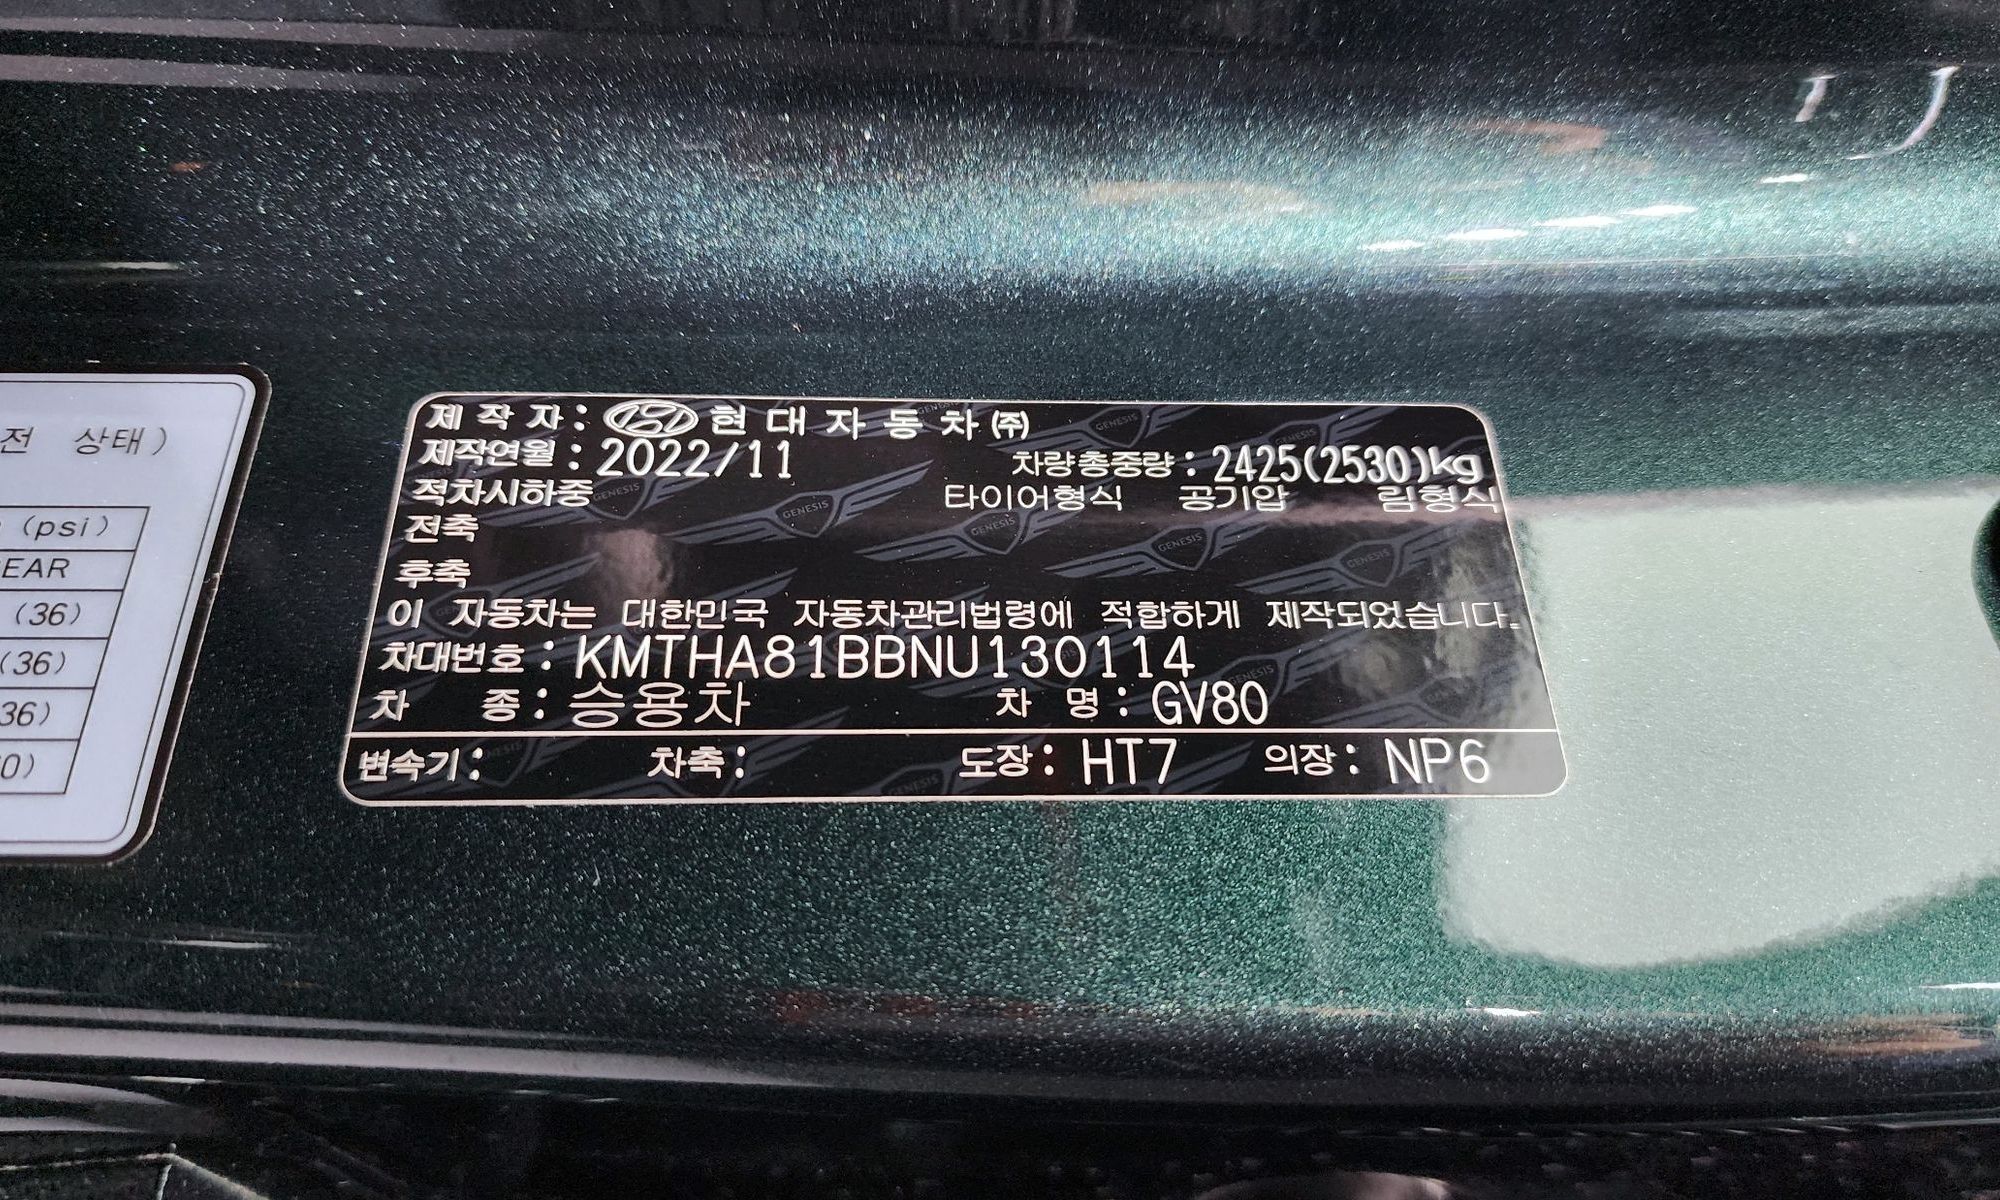 전 상태)
(psi)
EAR
(36)
(36)
36)
0)
제 작 자 : 현 대 자 동 차 ㈜
제작연월 : 2022/11 차량총중량 : 2425(2530)kg
적차시하중 타이어형식 공기압 림형식
전축
후축
이 자동차는 대한민국 자동차관리법령에 적합하게 제작되었습니다.
차대번호 : KMTHA81BBNU130114
차 종 : 승용차 차 명 : GV80
변속기 : 차축 : 도장 : HT7 의장 : NP6
GENESIS
GENESIS
GENESIS
GENESIS
GENESIS